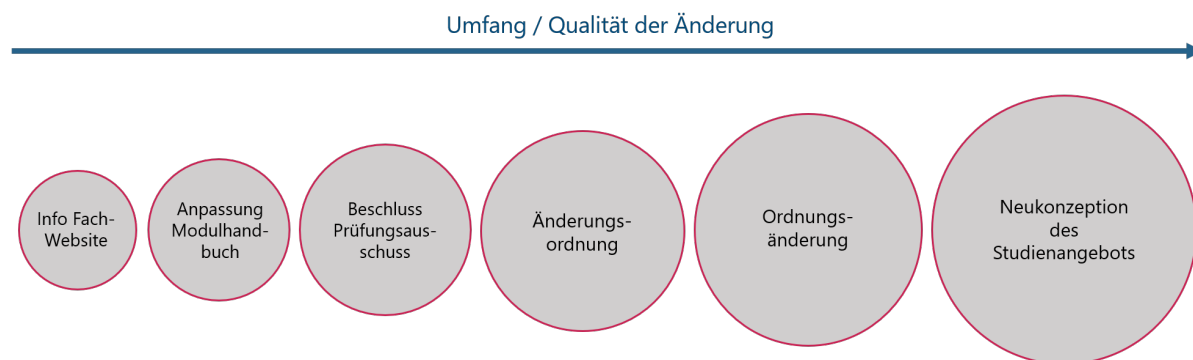 Umfang / Qualität der Änderung
Info Fach-
Website
Anpassung
Modulhand-
buch
Beschluss
Prüfungsaus-
schuss
Änderungs-
ordnung
Ordnungs-
änderung
Neukonzeption
des
Studienangebots